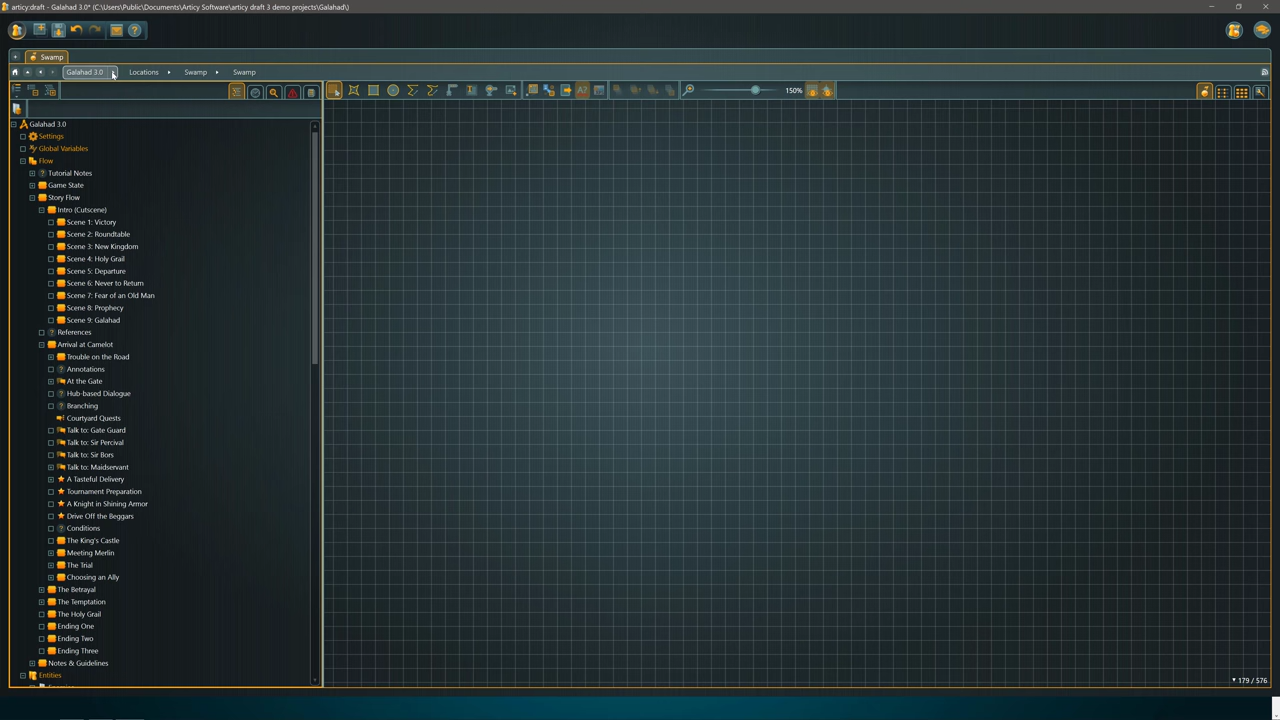 articy:draft - Galahad 3.0* (C:\Users\Public\Documents\Articy Software\articy draft 3 demo projects\Galahad\)
Swamp
Galahad 3.0 Locations Swamp Swamp
150%
Galahad 3.0
Settings
Global Variables
Flow
Tutorial Notes
Game State
Story Flow
Intro (Cutscene)
Scene 1: Victory
Scene 2: Roundtable
Scene 3: New Kingdom
Scene 4: Holy Grail
Scene 5: Departure
Scene 6: Never to Return
Scene 7: Fear of an Old Man
Scene 8: Prophecy
Scene 9: Galahad
References
Arrival at Camelot
Trouble on the Road
Annotations
At the Gate
Hub-based Dialogue
Branching
Courtyard Quests
Talk to: Gate Guard
Talk to: Sir Percival
Talk to: Sir Bors
Talk to: Maidservant
A Tasteful Delivery
Tournament Preparation
A Knight in Shining Armor
Drive Off the Beggars
Conditions
The King's Castle
Meeting Merlin
The Trial
Choosing an Ally
The Betrayal
The Temptation
The Holy Grail
Ending One
Ending Two
Ending Three
Notes & Guidelines
Entities
179 / 576